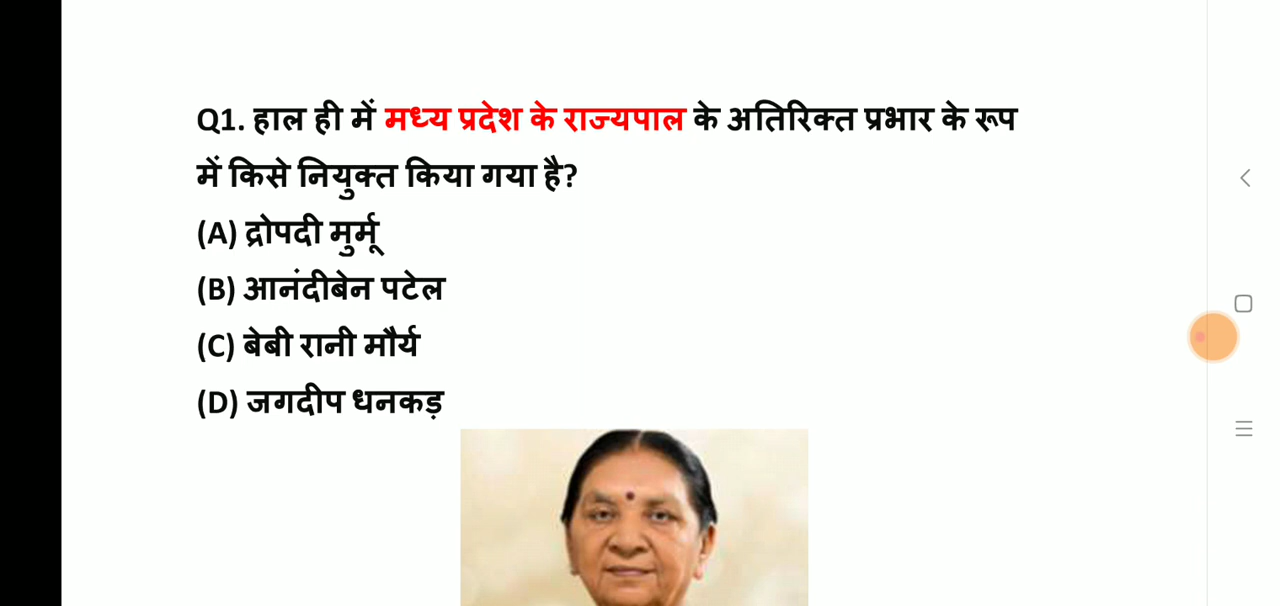 Q1. हाल ही में मध्य प्रदेश के राज्यपाल के अतिरिक्त प्रभार के रूप
में किसे नियुक्त किया गया है?
(A) द्रोपदी मुर्मू
(B) आनंदीबेन पटेल
(C) बेबी रानी मौर्य
(D) जगदीप धनकड़